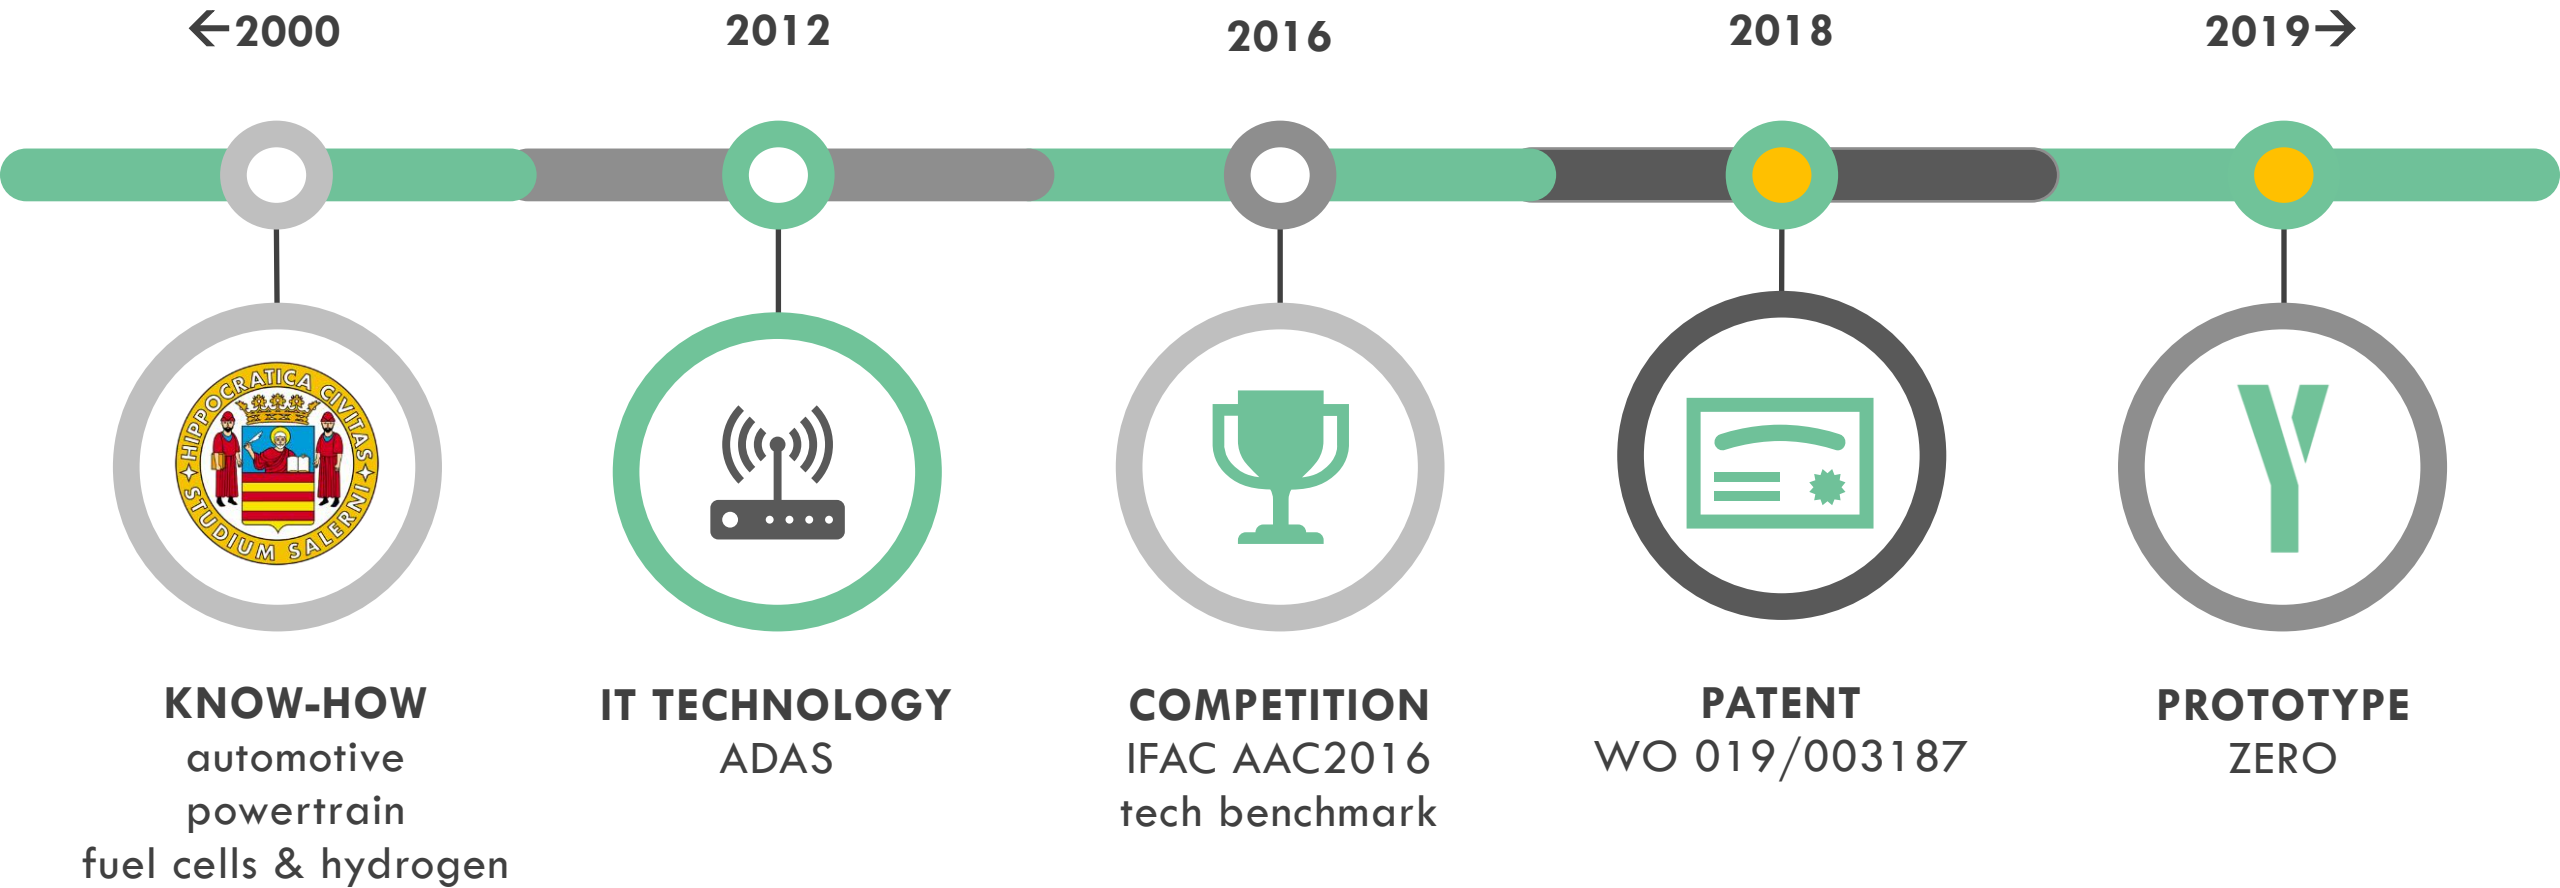 ←2000
2012
2016
2018
2019→
HIPPOCRATICA CIVITAS
STUDIUM SALERNI
KNOW-HOW
automotive
powertrain
fuel cells & hydrogen
IT TECHNOLOGY
ADAS
COMPETITION
IFAC AAC2016
tech benchmark
PATENT
WO 019/003187
PROTOTYPE
ZERO